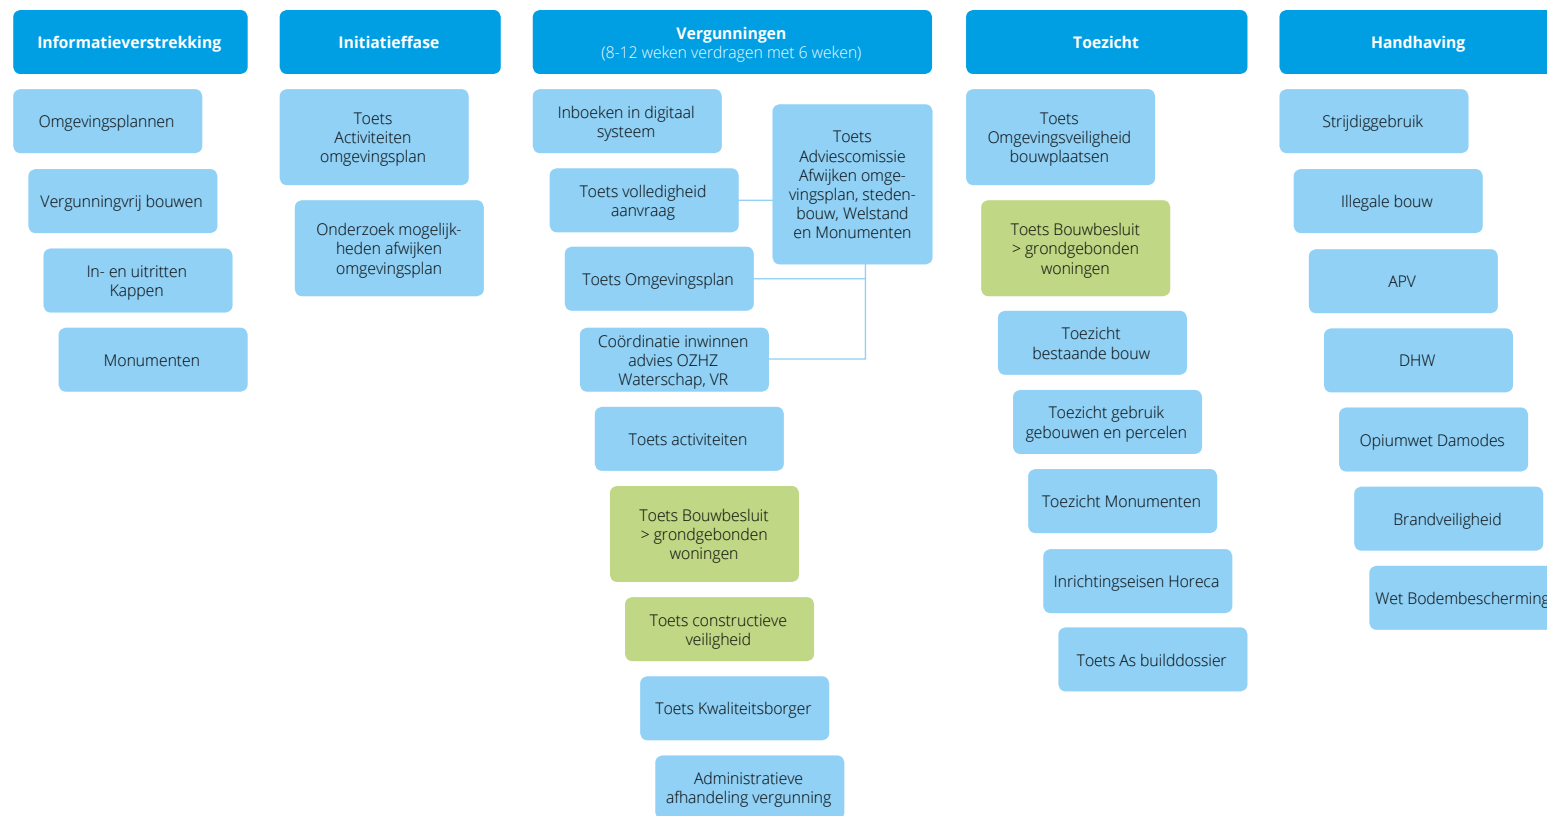 Informatieverstrekking
Omgevingsplannen
Vergunningvrij bouwen
In- en uitritten
Kappen
Monumenten
Initiatieffase
Toets
Activiteiten
omgevingsplan
Onderzoek mogelijk-
heden afwijken
omgevingsplan
Vergunningen
(8-12 weken verdragen met 6 weken)
Inboeken in digitaal
systeem
Toets volledigheid
aanvraag
Toets Omgevingsplan
Coördinatie inwinnen
advies OZHZ
Waterschap, VR
Toets activiteiten
Toets Bouwbesluit
> grondgebonden
woningen
Toets constructieve
veiligheid
Toets Kwaliteitsborger
Administratieve
afhandeling vergunning
Toets
Adviescomissie
Afwijken omge-
vingsplan, steden-
bouw, Welstand
en Monumenten
Toezicht
Toets
Omgevingsveiligheid
bouwplaatsen
Toets Bouwbesluit
> grondgebonden
woningen
Toezicht
bestaande bouw
Toezicht gebruik
gebouwen en percelen
Toezicht Monumenten
Inrichtingseisen Horeca
Toets As builddossier
Handhaving
Strijdiggebruik
Illegale bouw
APV
DHW
Opiumwet Damodes
Brandveiligheid
Wet Bodembescherming